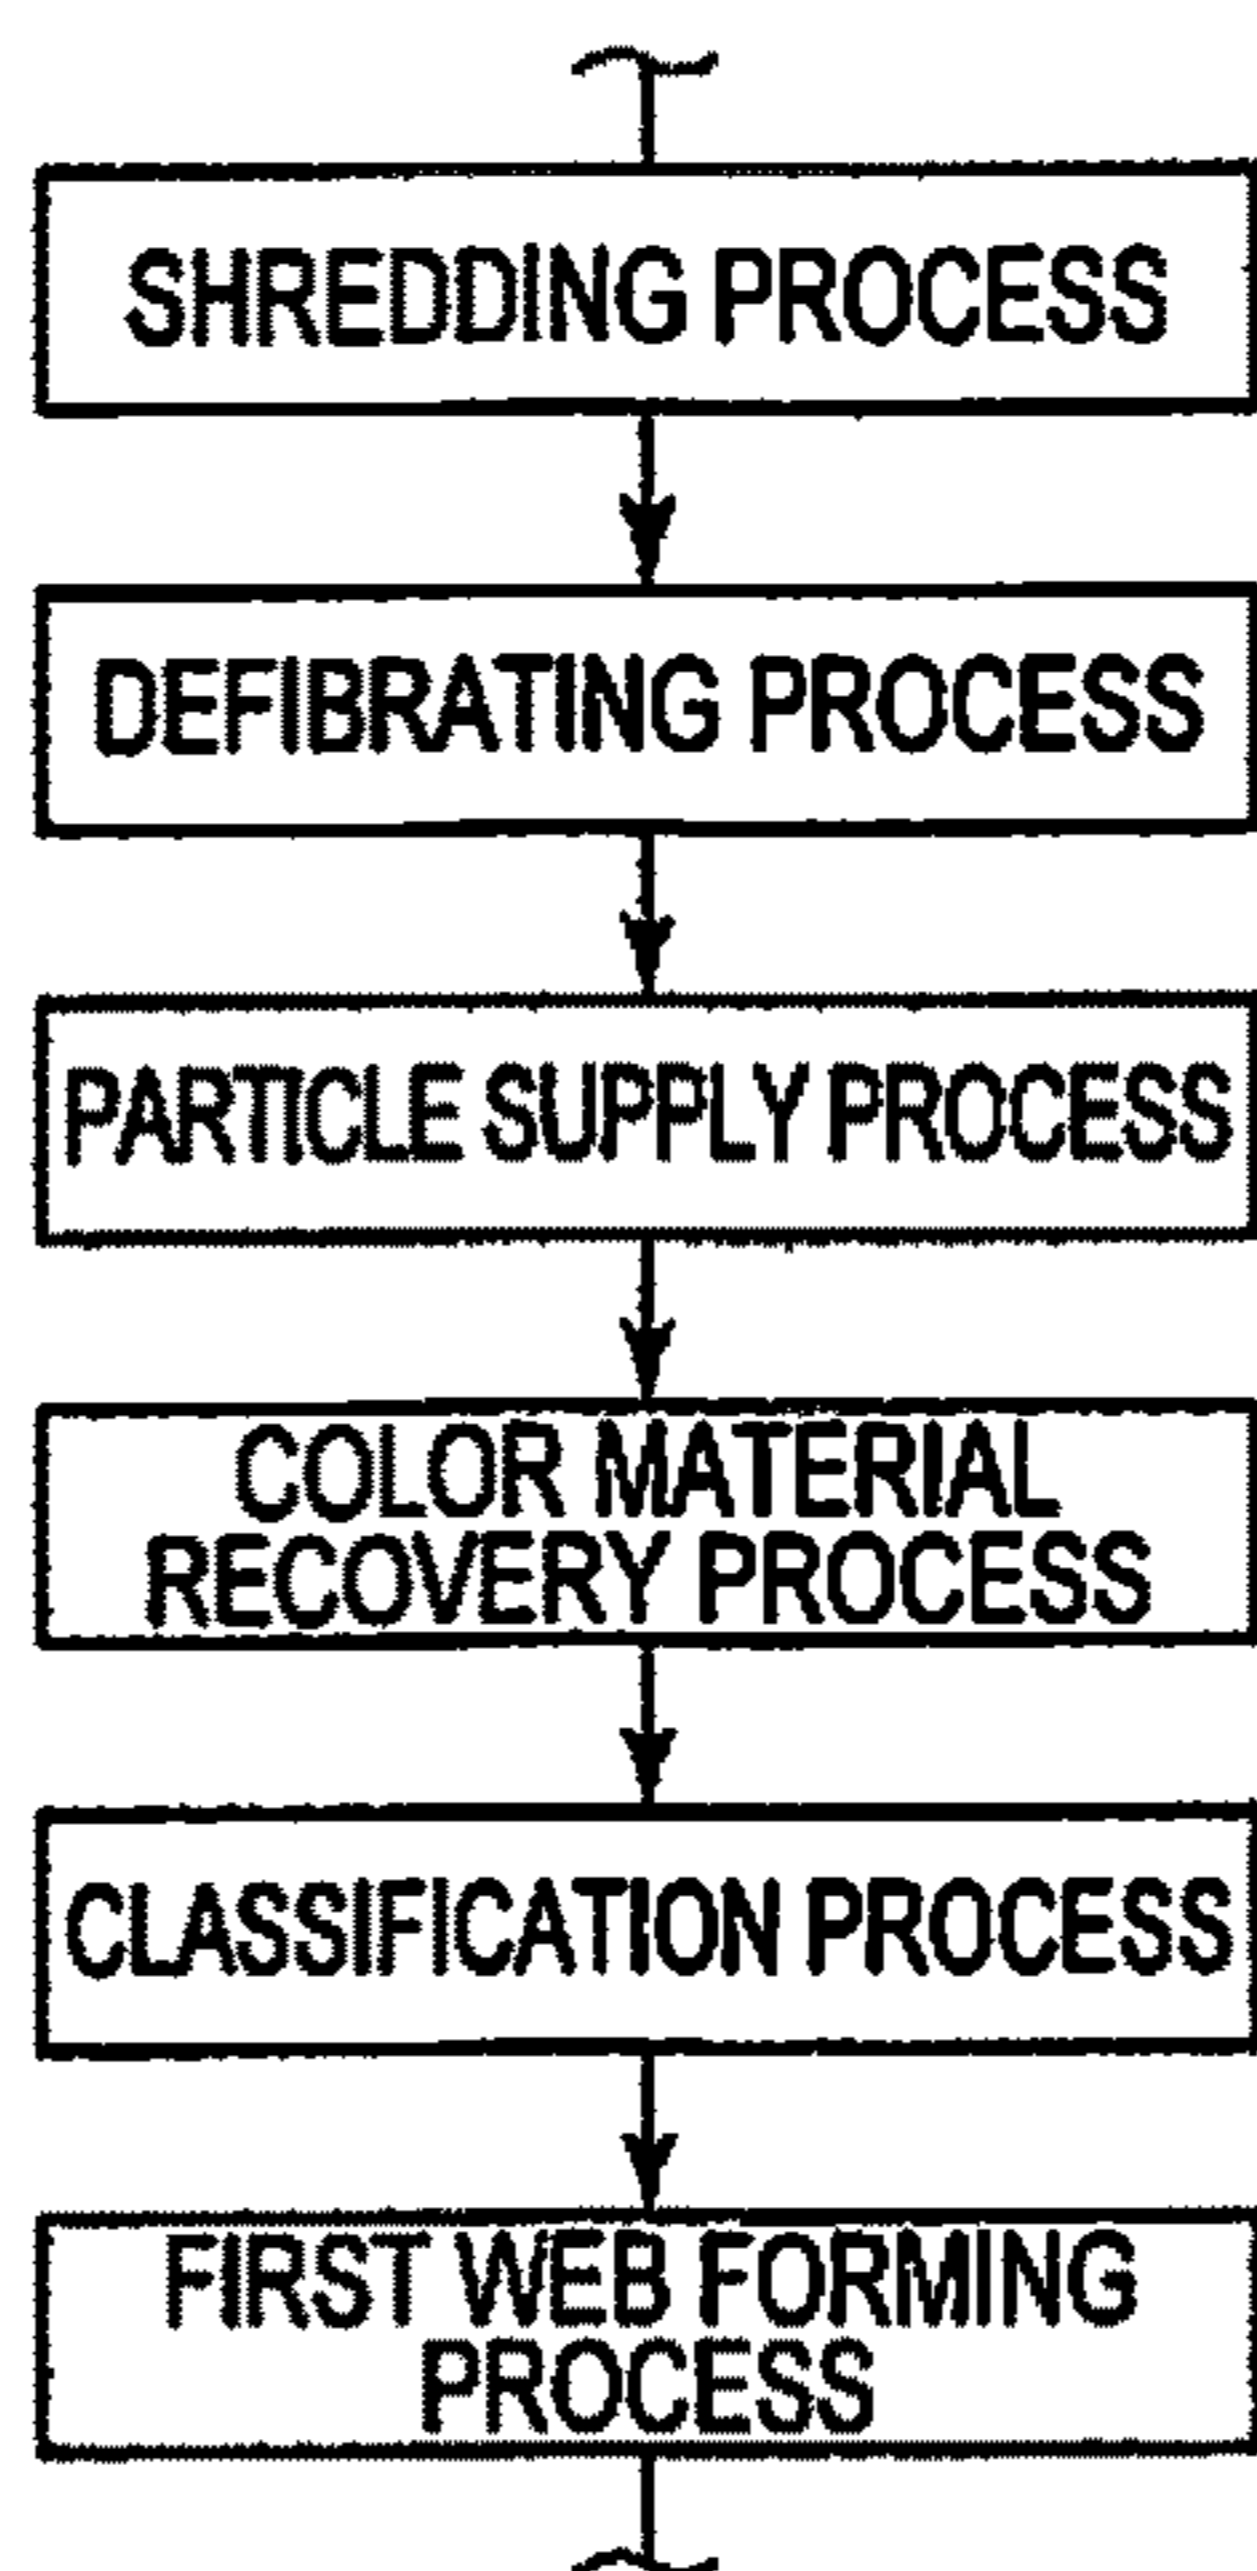 SHREDDING PROCESS
DEFIBRATING PROCESS
PARTICLE SUPPLY PROCESS
COLOR MATERIAL
RECOVERY PROCESS
CLASSIFICATION PROCESS
FIRST WEB FORMING
PROCESS